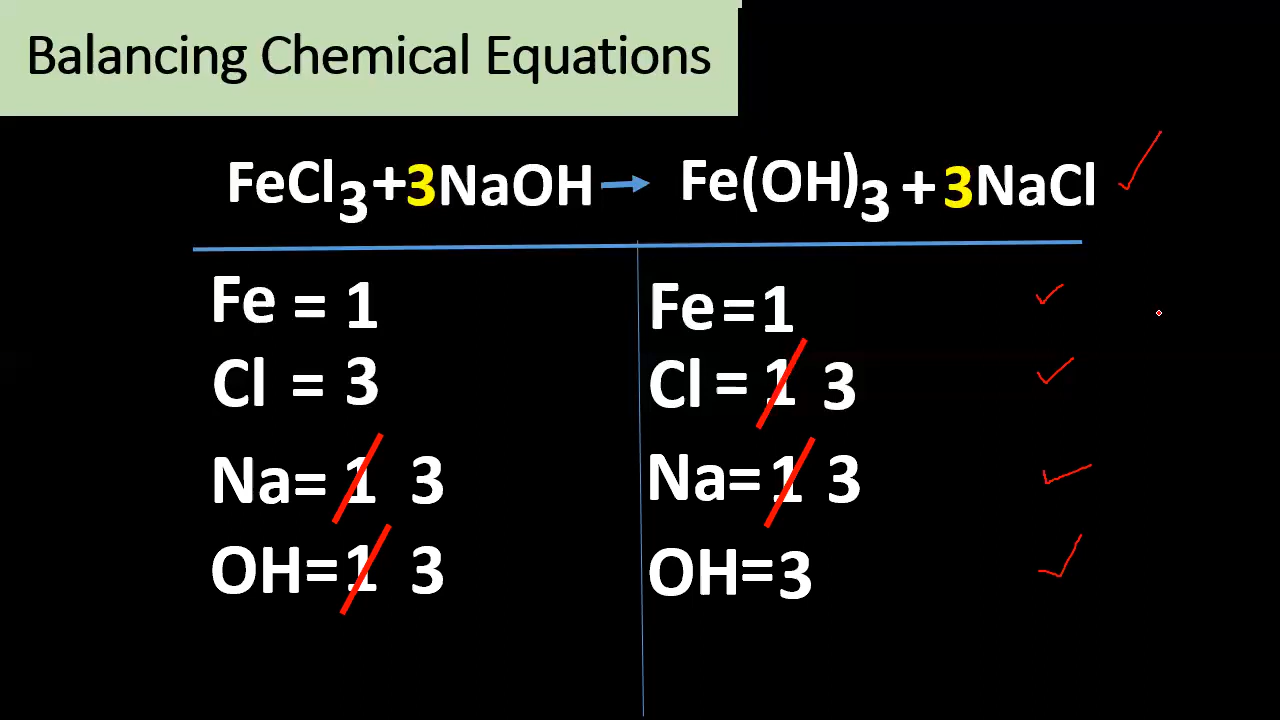 Balancing Chemical Equations
FeCl3+3NaOH → Fe(OH)3 + 3NaCl ✓
Fe = 1
Cl = 3
Na= 1 3
OH= 1 3
Fe=1 ✓
Cl = 1 3 ✓
Na= 1 3 ✓
OH=3 ✓